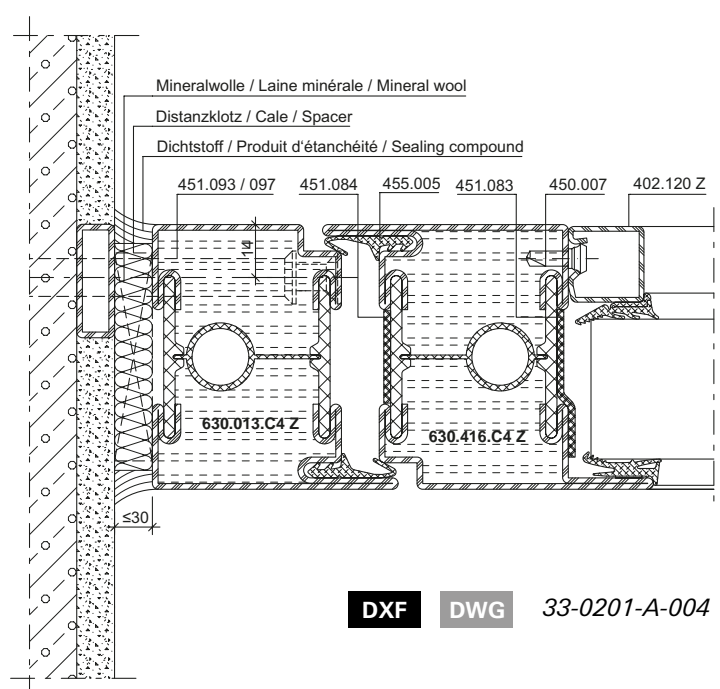 Mineralwolle / Laine minérale / Mineral wool
Distanzklotz / Cale / Spacer
Dichtstoff / Produit d‘étanchéité / Sealing compound
451.093 / 097 451.084 455.005 451.083 450.007 402.120 Z
14
630.013.C4 Z 630.416.C4 Z
≤30
DXF DWG 33-0201-A-004